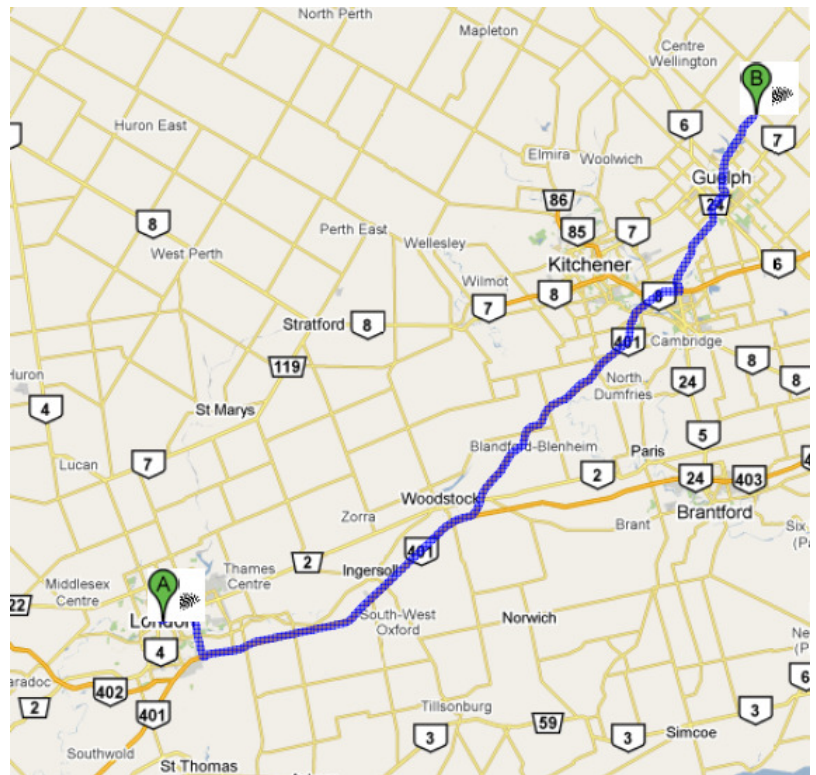 North Perth
Mapleton
Centre
Wellington
B
6
7
Huron East
Elmira
Woolwich
Guelph
86
24
8
85
7
Perth East
Wellesley
West Perth
Kitchener
6
Wilmot
8
8
7
Stratford
8
401
Cambridge
119
8
North
Dumfries
24
8
4
St Marys
5
Blandford-Blenheim
Paris
7
Lucan
2
24
403
Woodstock
Brantford
Zorra
Brant
401
2
Thames
Centre
Ingersoll
Middlesex
Centre
A
22
London
South-West
Oxford
Norwich
4
402
2
401
Tillsonburg
6
3
59
3
3
Simcoe
Southwold
St Thomas